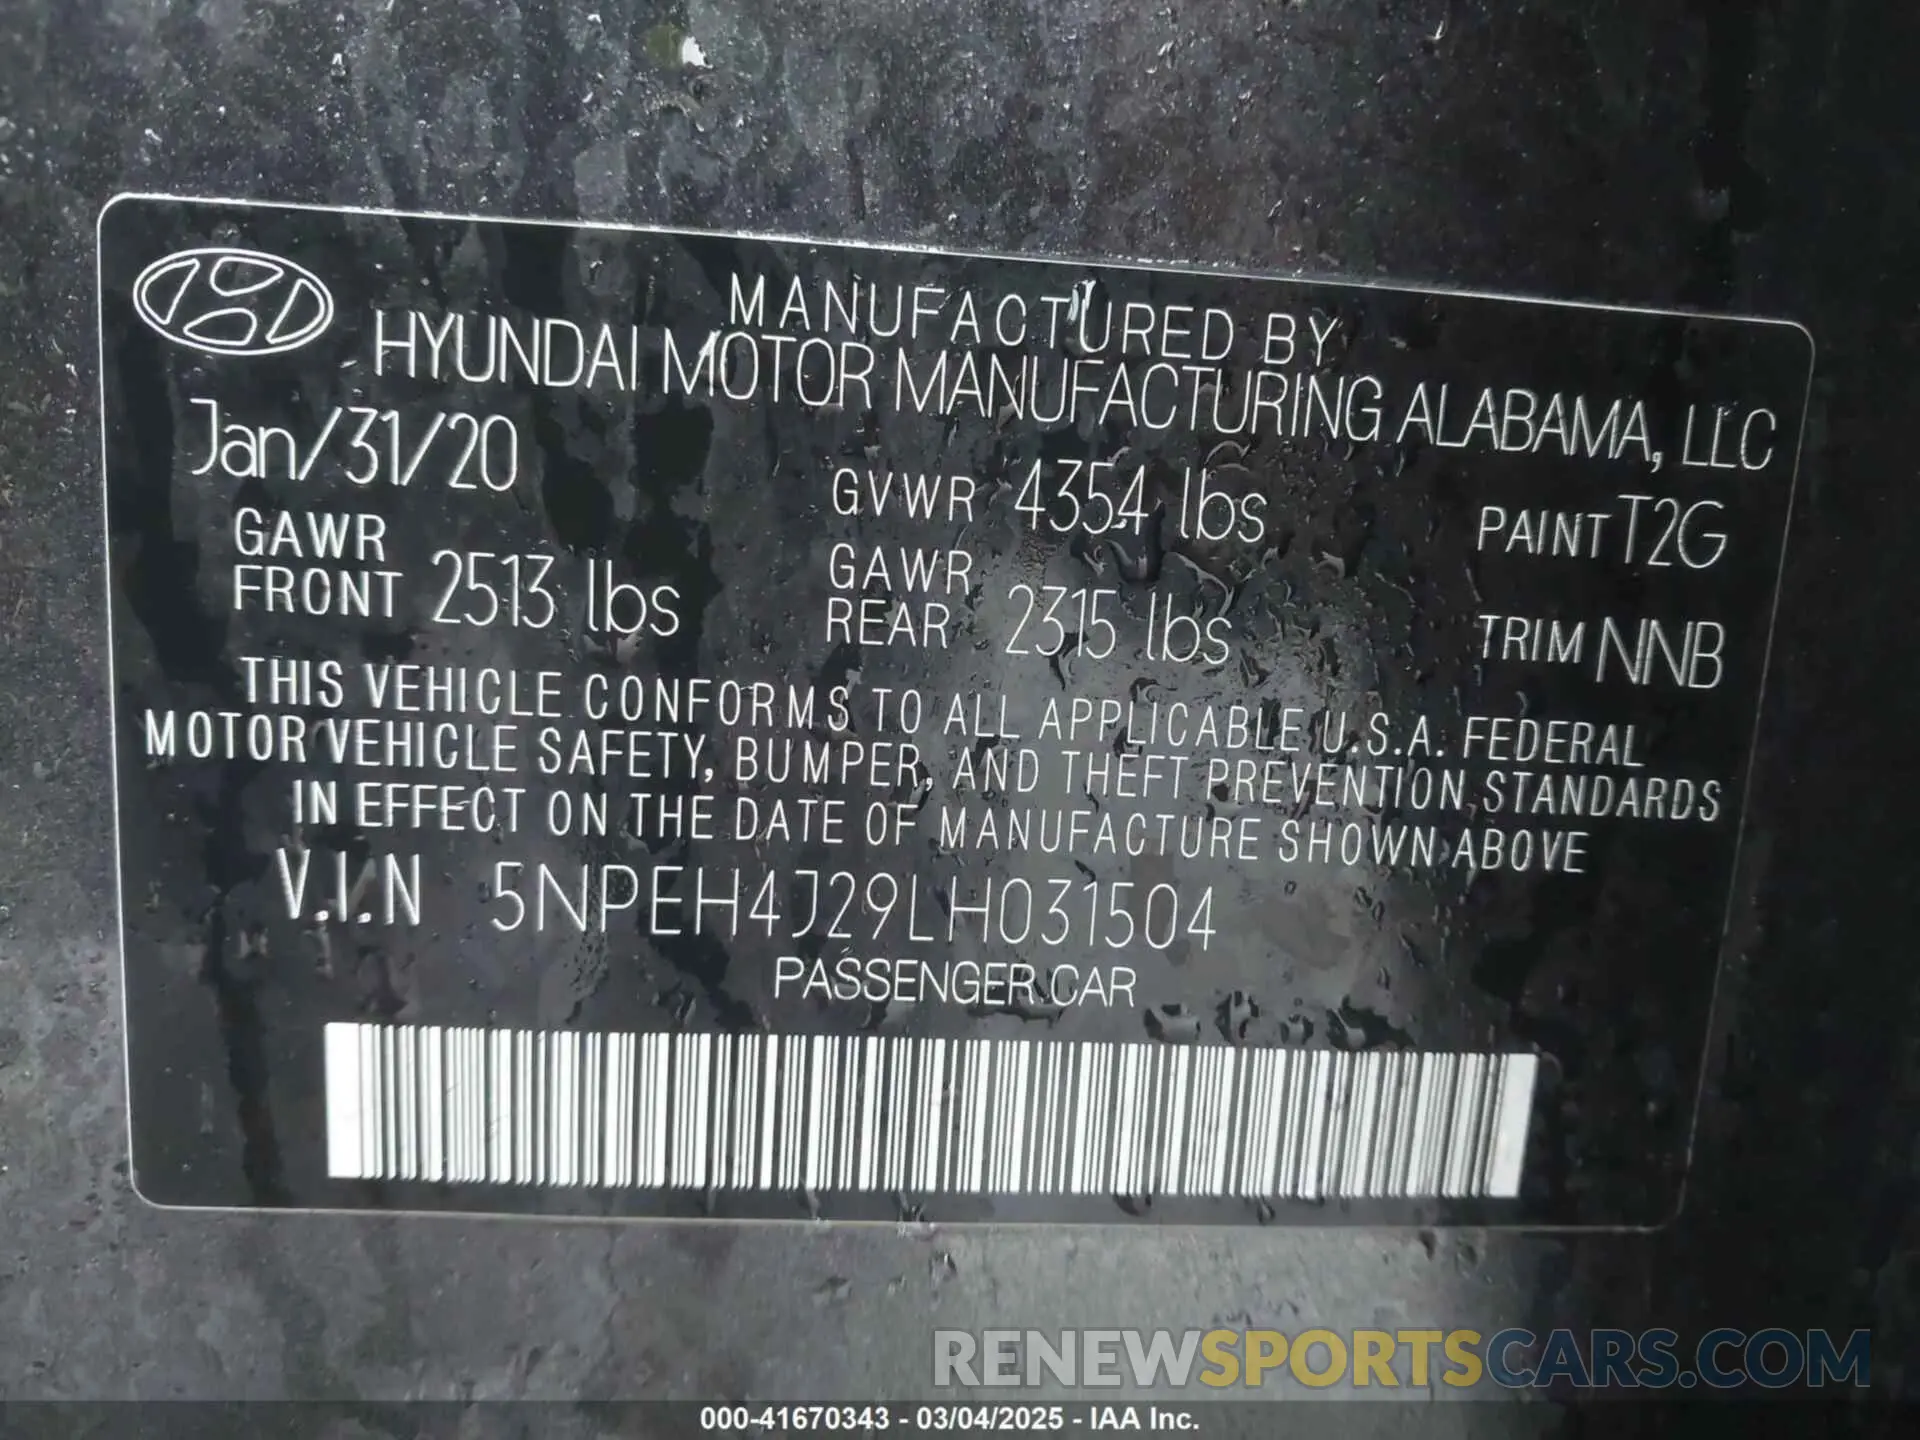 MANUFACTURED BY
HYUNDAI MOTOR MANUFACTURING ALABAMA, LLC
Jan/31/20
GVWR 4354 lbs
PAINT T2G
GAWR FRONT 2513 lbs
GAWR REAR 2315 lbs
TRIM NNB
THIS VEHICLE CONFORMS TO ALL APPLICABLE U.S.A. FEDERAL
MOTOR VEHICLE SAFETY, BUMPER, AND THEFT PREVENTION STANDARDS
IN EFFECT ON THE DATE OF MANUFACTURE SHOWN ABOVE
V.I.N 5NPEH4J29LH031504
PASSENGER CAR
RENEWSPORTSCARS.COM
000-41670343 - 03/04/2025 - IAA Inc.